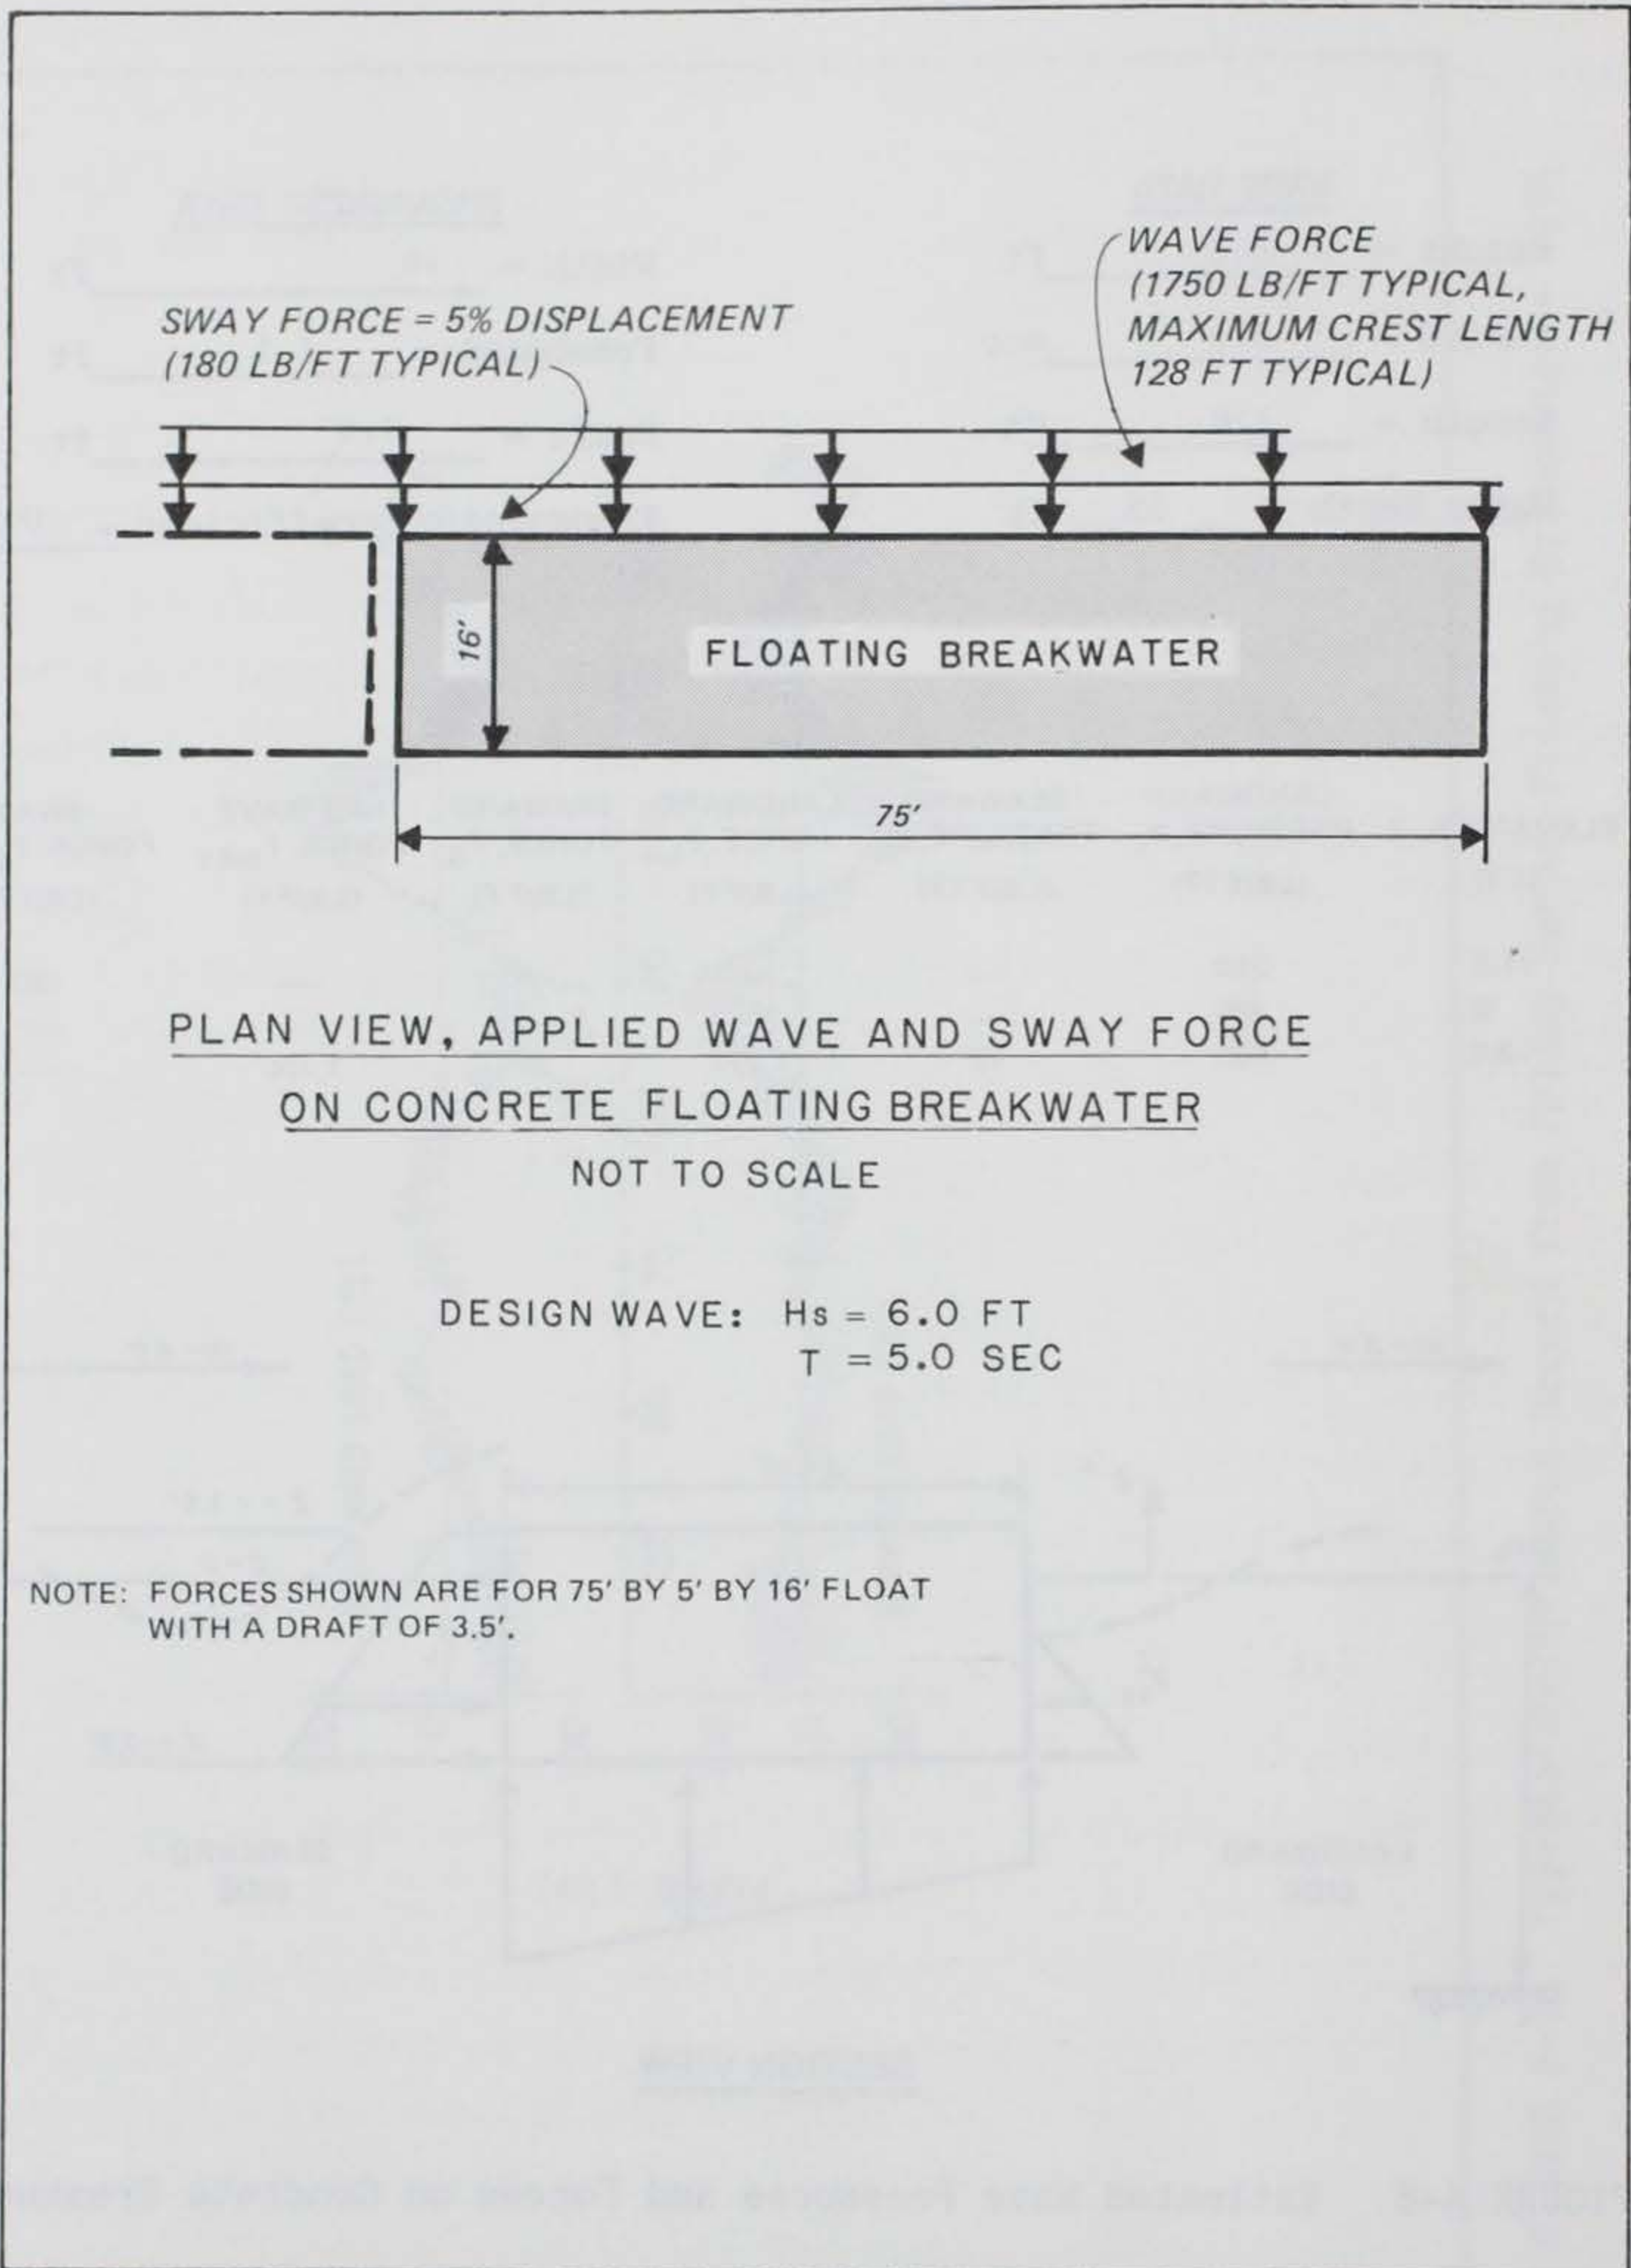 SWAY FORCE = 5% DISPLACEMENT
(180 LB/FT TYPICAL)
WAVE FORCE
(1750 LB/FT TYPICAL,
MAXIMUM CREST LENGTH
128 FT TYPICAL)
16'
FLOATING BREAKWATER
75'
PLAN VIEW, APPLIED WAVE AND SWAY FORCE
ON CONCRETE FLOATING BREAKWATER
NOT TO SCALE
DESIGN WAVE: Hs = 6.0 FT
T = 5.0 SEC
NOTE: FORCES SHOWN ARE FOR 75' BY 5' BY 16' FLOAT
WITH A DRAFT OF 3.5'.